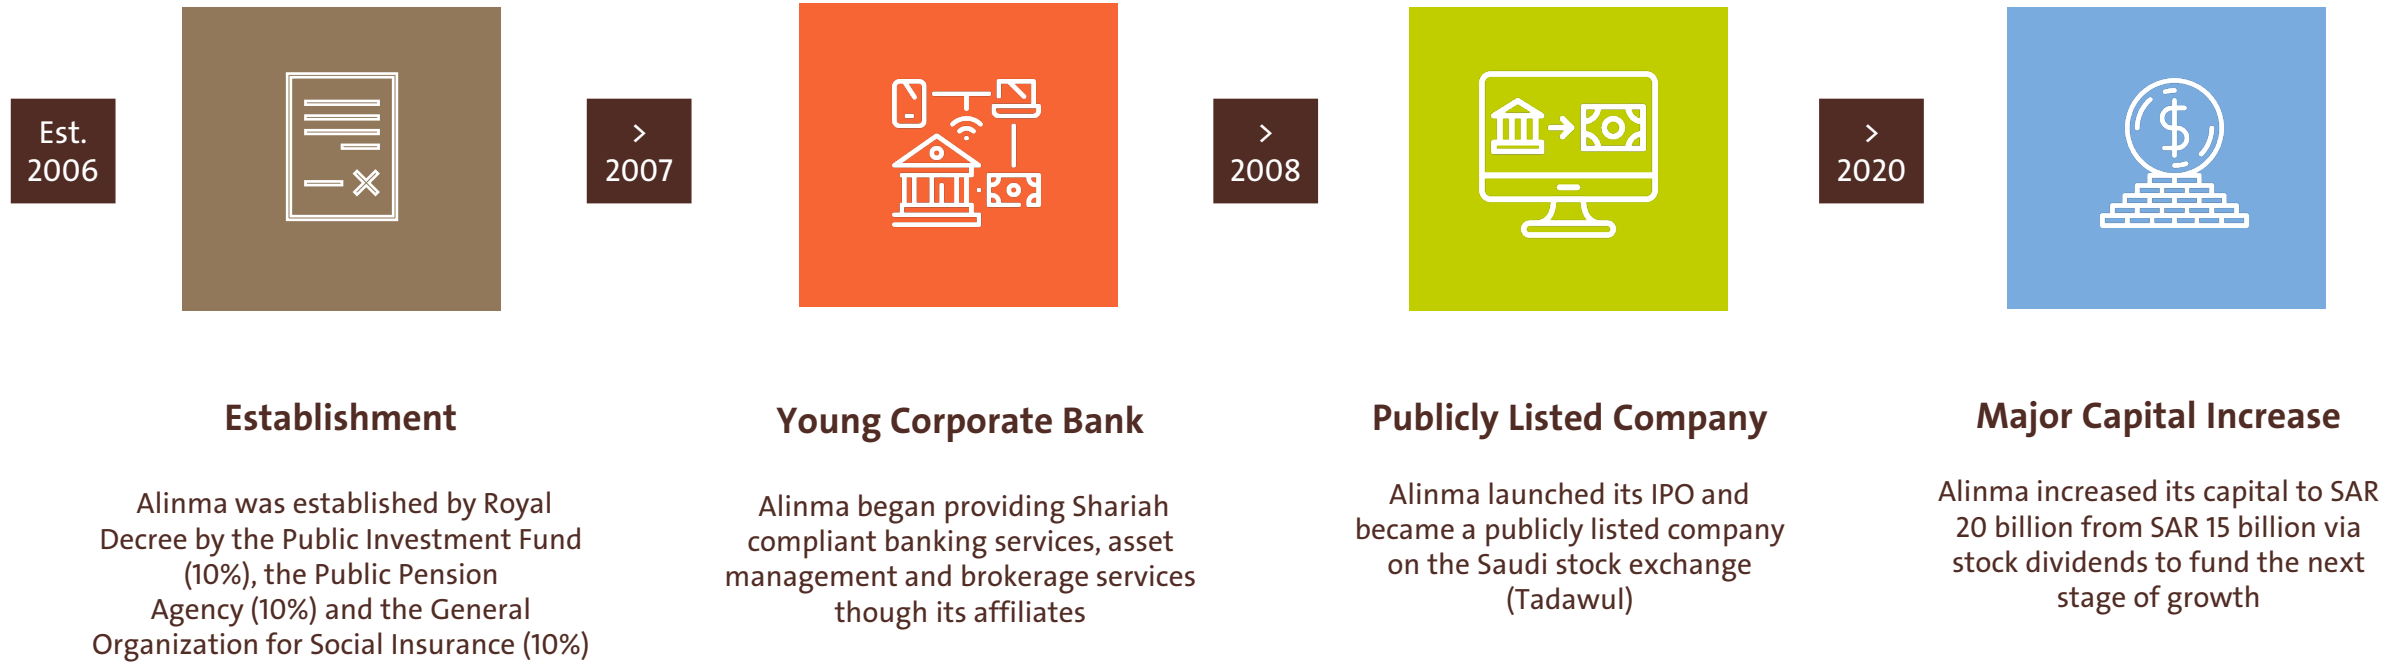 Est.
2006
Establishment
Alinma was established by Royal
Decree by the Public Investment Fund
(10%), the Public Pension
Agency (10%) and the General
Organization for Social Insurance (10%)
>
2007
Young Corporate Bank
Alinma began providing Shariah
compliant banking services, asset
management and brokerage services
though its affiliates
>
2008
Publicly Listed Company
Alinma launched its IPO and
became a publicly listed company
on the Saudi stock exchange
(Tadawul)
>
2020
Major Capital Increase
Alinma increased its capital to SAR
20 billion from SAR 15 billion via
stock dividends to fund the next
stage of growth